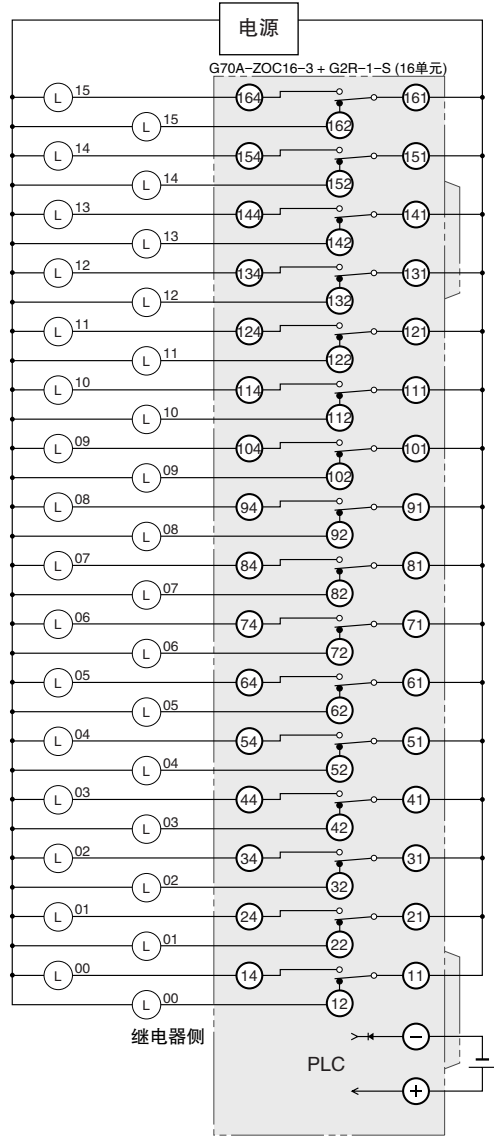 电源
G70A-ZOC16-3 + G2R-1-S (16单元)
L 15 164 161
L 15 162
L 14 154 151
L 14 152
L 13 144 141
L 13 142
L 12 134 131
L 12 132
L 11 124 121
L 11 122
L 10 114 111
L 10 112
L 09 104 101
L 09 102
L 08 94 91
L 08 92
L 07 84 81
L 07 82
L 06 74 71
L 06 72
L 05 64 61
L 05 62
L 04 54 51
L 04 52
L 03 44 41
L 03 42
L 02 34 31
L 02 32
L 01 24 21
L 01 22
L 00 14 11
L 00 12
继电器侧
−
PLC
+